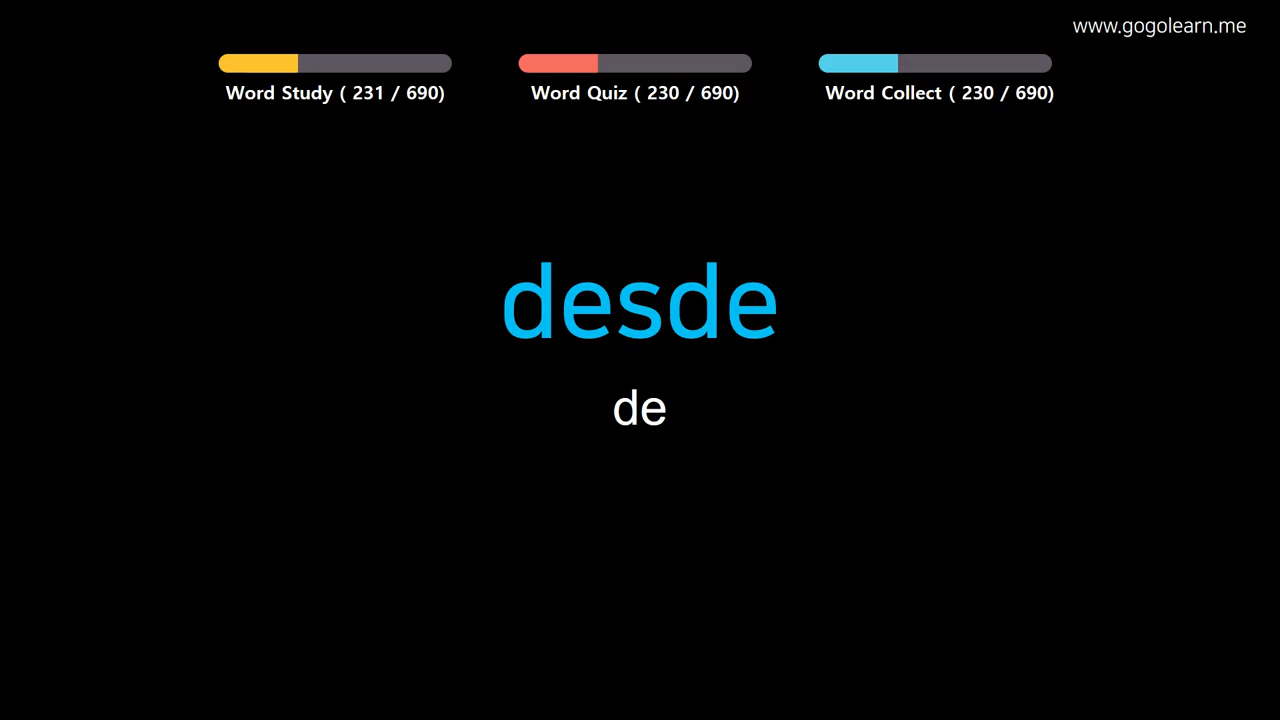 www.gogolearn.me
Word Study ( 231 / 690)
Word Quiz ( 230 / 690)
Word Collect ( 230 / 690)
desde
de